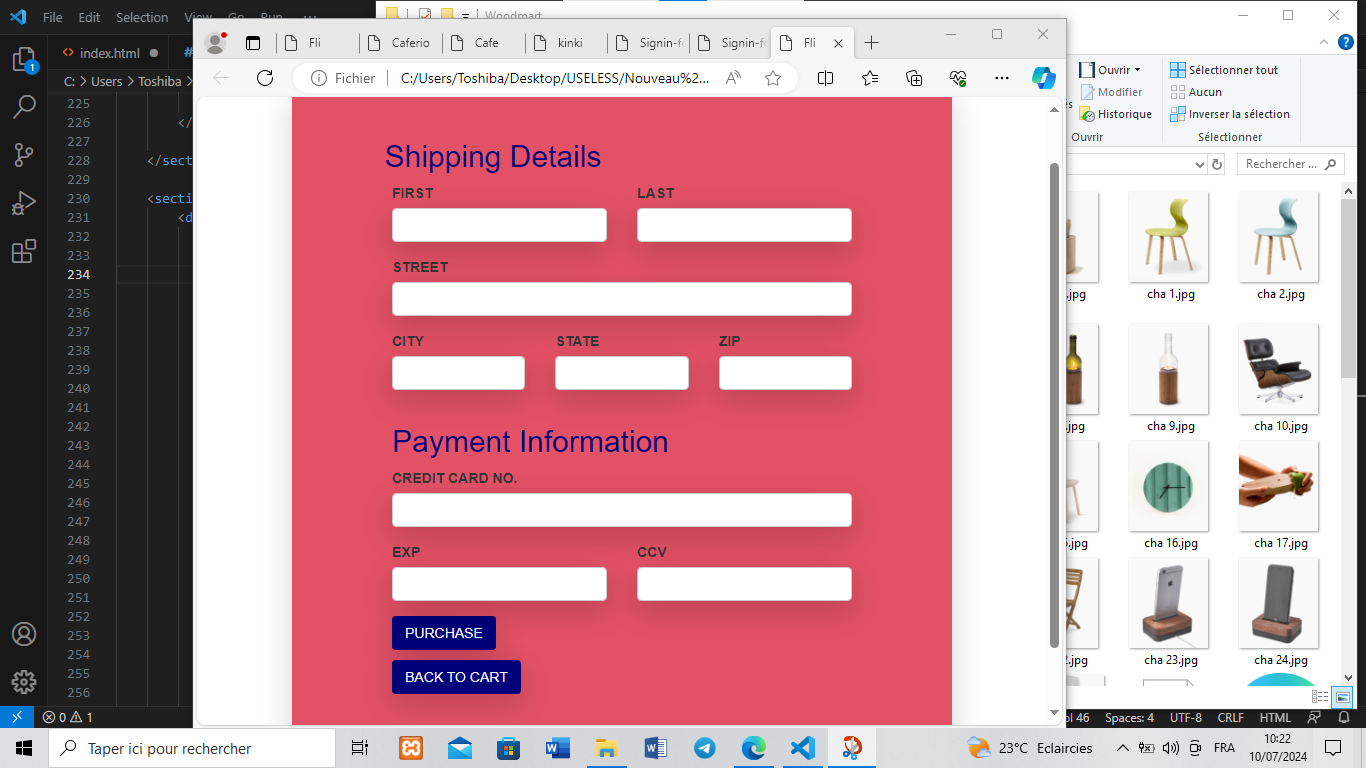 File Edit Selection View Go Run ···
Woodmart
index.html
C: > Users > Toshiba >
225
226 </
227
228 </sect
229
230 <secti
231 <d
232
233
234
235
236
237
238
239
240
241
242
243
244
245
246
247
248
249
250
251
252
253
254
255
256
1
0 1
Fli
Caferio
Cafe
kinki
Signin-f
Signin-f
Fli
Fichier
C:/Users/Toshiba/Desktop/USELESS/Nouveau%2...
Shipping Details
FIRST LAST
STREET
CITY STATE ZIP
Payment Information
CREDIT CARD NO.
EXP CCV
PURCHASE
BACK TO CART
Ouvrir
Modifier
Historique
Ouvrir
Sélectionner tout
Aucun
Inverser la sélection
Sélectionner
Rechercher ...
.jpg cha 1.jpg cha 2.jpg
.jpg cha 9.jpg cha 10.jpg
5.jpg cha 16.jpg cha 17.jpg
2.jpg cha 23.jpg cha 24.jpg
ol 46 Spaces: 4 UTF-8 CRLF HTML
Taper ici pour rechercher
23°C Eclaircies
FRA
10:22
10/07/2024